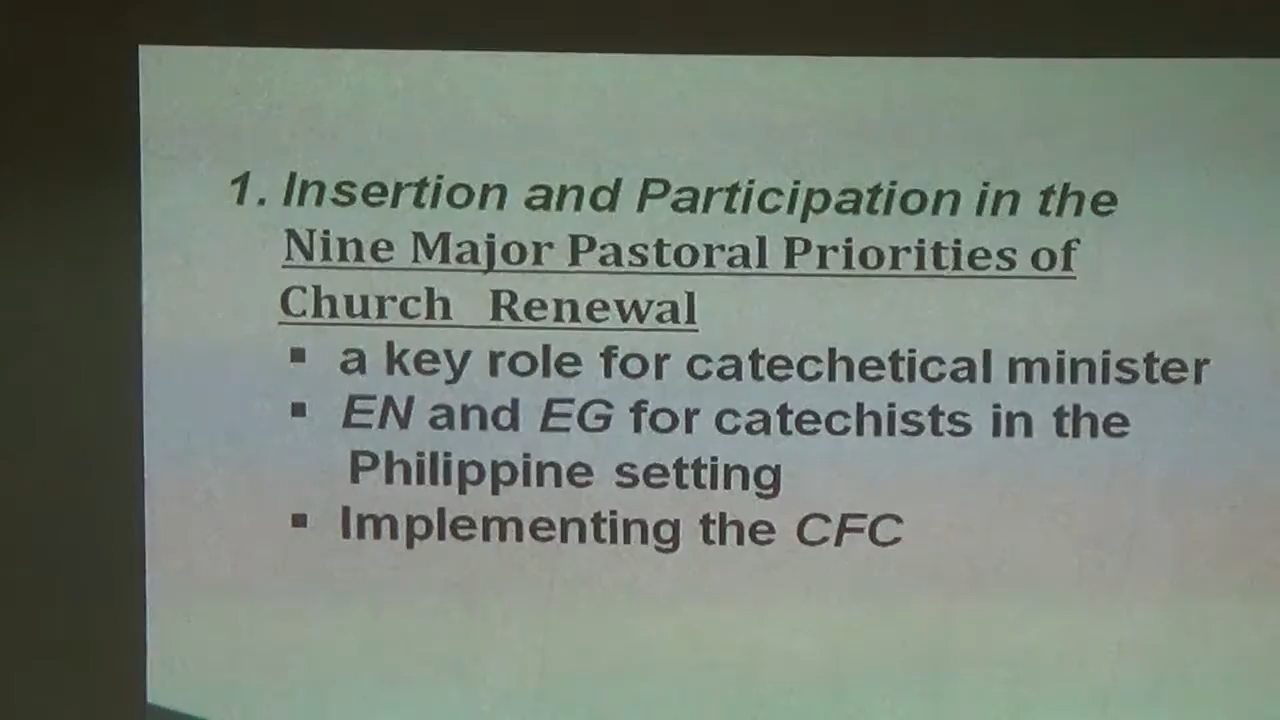 1. Insertion and Participation in the
Nine Major Pastoral Priorities of
Church Renewal
▪ a key role for catechetical minister
▪ EN and EG for catechists in the
Philippine setting
▪ Implementing the CFC